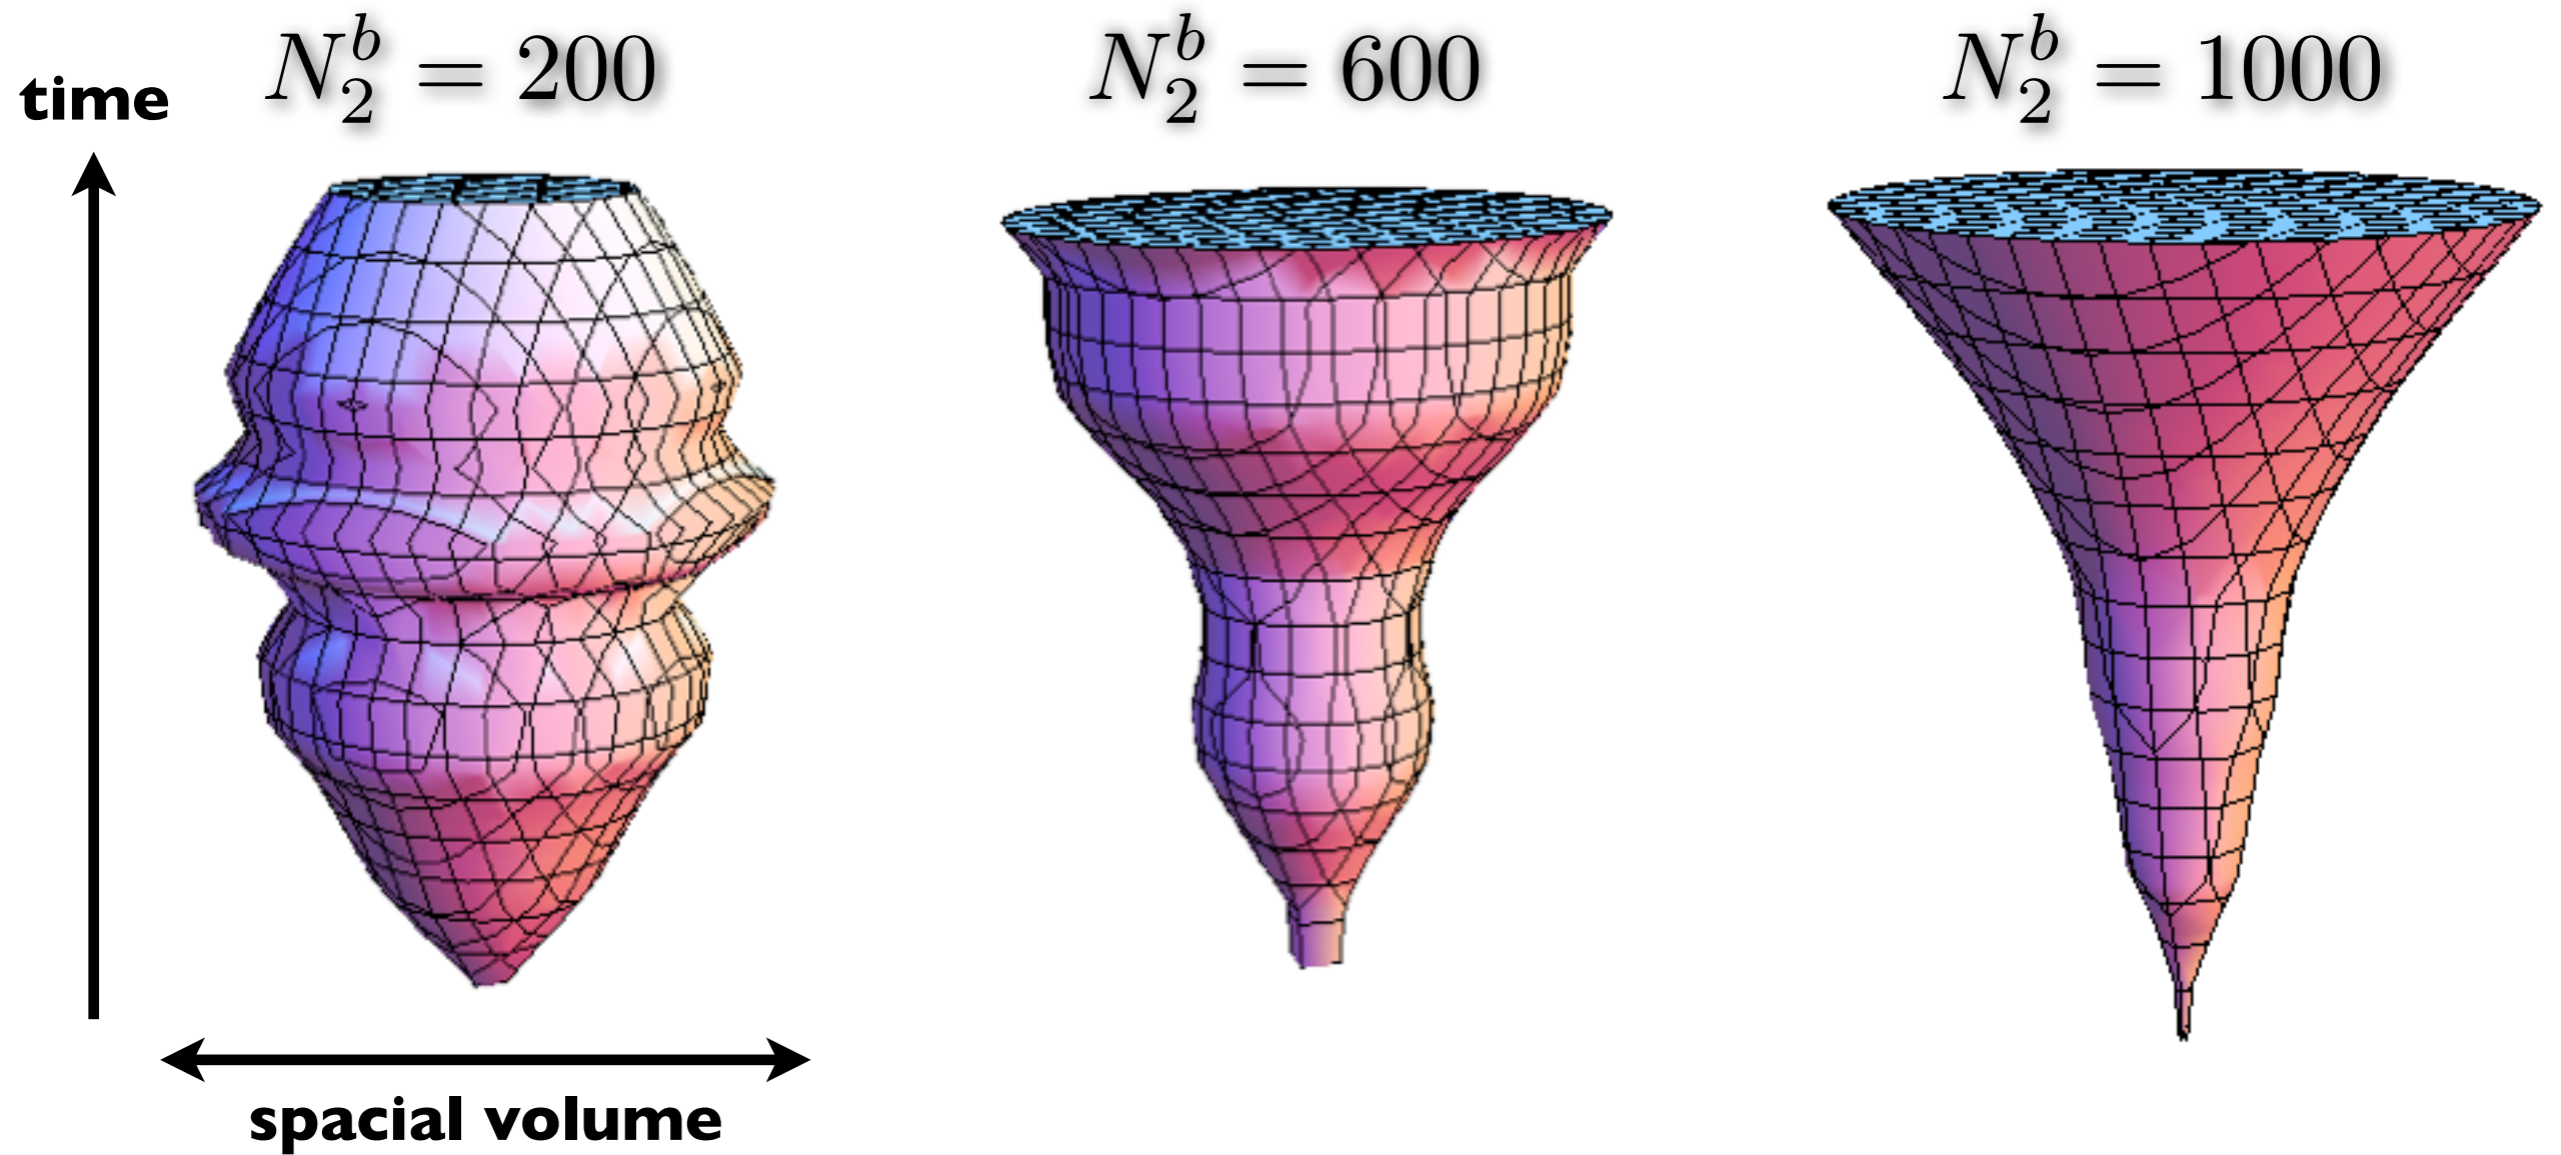 time
N_2^b = 200
N_2^b = 600
N_2^b = 1000
spacial volume